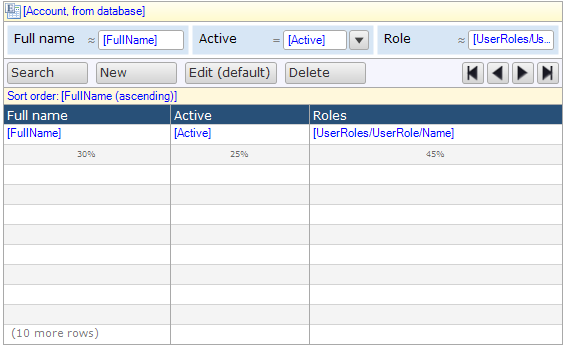 [Account, from database]
Full name ≈ [FullName] Active = [Active] Role ≈ [UserRoles/Us...
Search New Edit (default) Delete
Sort order: [FullName (ascending)]
Full name Active Roles
[FullName] [Active] [UserRoles/UserRole/Name]
30% 25% 45%
(10 more rows)